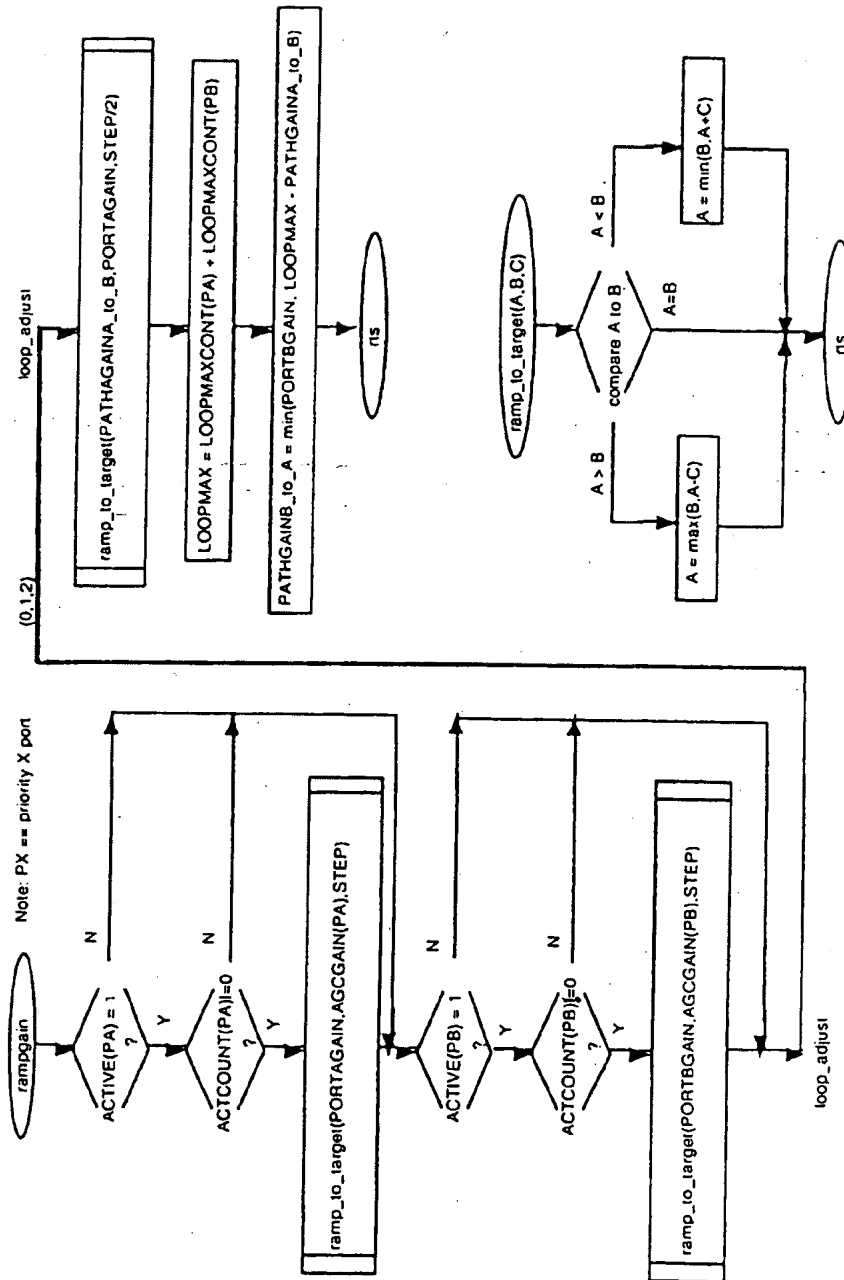 rampgain
Note: PX == priority X port
ACTIVE(PA) = 1
?
N
Y
ACTCOUNT(PA)!=0
?
N
Y
ramp_to_target(PORTAGAIN,AGCGAIN(PA),STEP)
ACTIVE(PB) = 1
?
N
Y
ACTCOUNT(PB)!=0
?
N
Y
ramp_to_target(PORTBGAIN,AGCGAIN(PB),STEP)
loop_adjust
(0,1,2)
loop_adjust
ramp_to_target(PATHAGAINA_to_B,PORTAGAIN,STEP/2)
LOOPMAX = LOOPMAXCONT(PA) + LOOPMAXCONT(PB)
PATHGAINB_to_A = min(PORTBGAIN, LOOPMAX - PATHGAINA_to_B)
rts
ramp_to_target(A,B,C)
compare A to B
A > B
A=B
A < B
A = max(B,A-C)
A = min(B,A+C)
rts